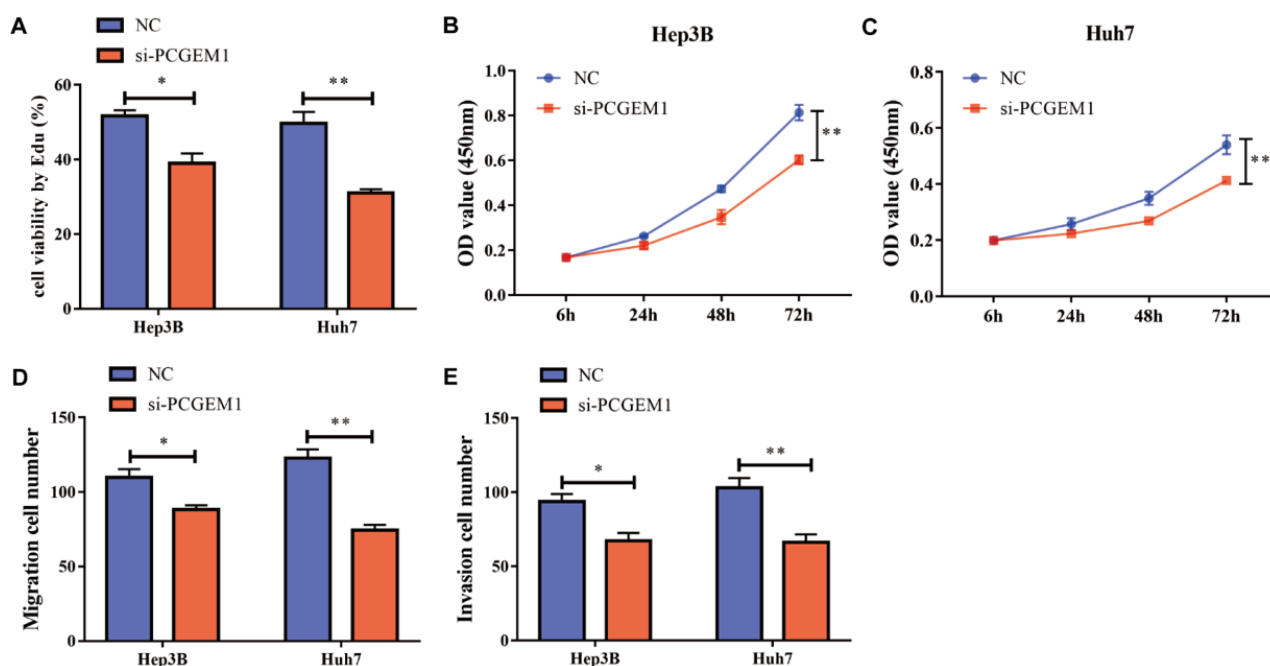 A
NC
si-PCGEM1
cell viability by Edu (%)
60
40
20
0
*
**
Hep3B
Huh7
B
Hep3B
NC
si-PCGEM1
OD value (450nm)
1.0
0.8
0.6
0.4
0.2
0.0
**
6h
24h
48h
72h
C
Huh7
NC
si-PCGEM1
OD value (450nm)
0.8
0.6
0.4
0.2
0.0
**
6h
24h
48h
72h
D
NC
si-PCGEM1
Migration cell number
150
100
50
0
*
**
Hep3B
Huh7
E
NC
si-PCGEM1
Invasion cell number
150
100
50
0
*
**
Hep3B
Huh7